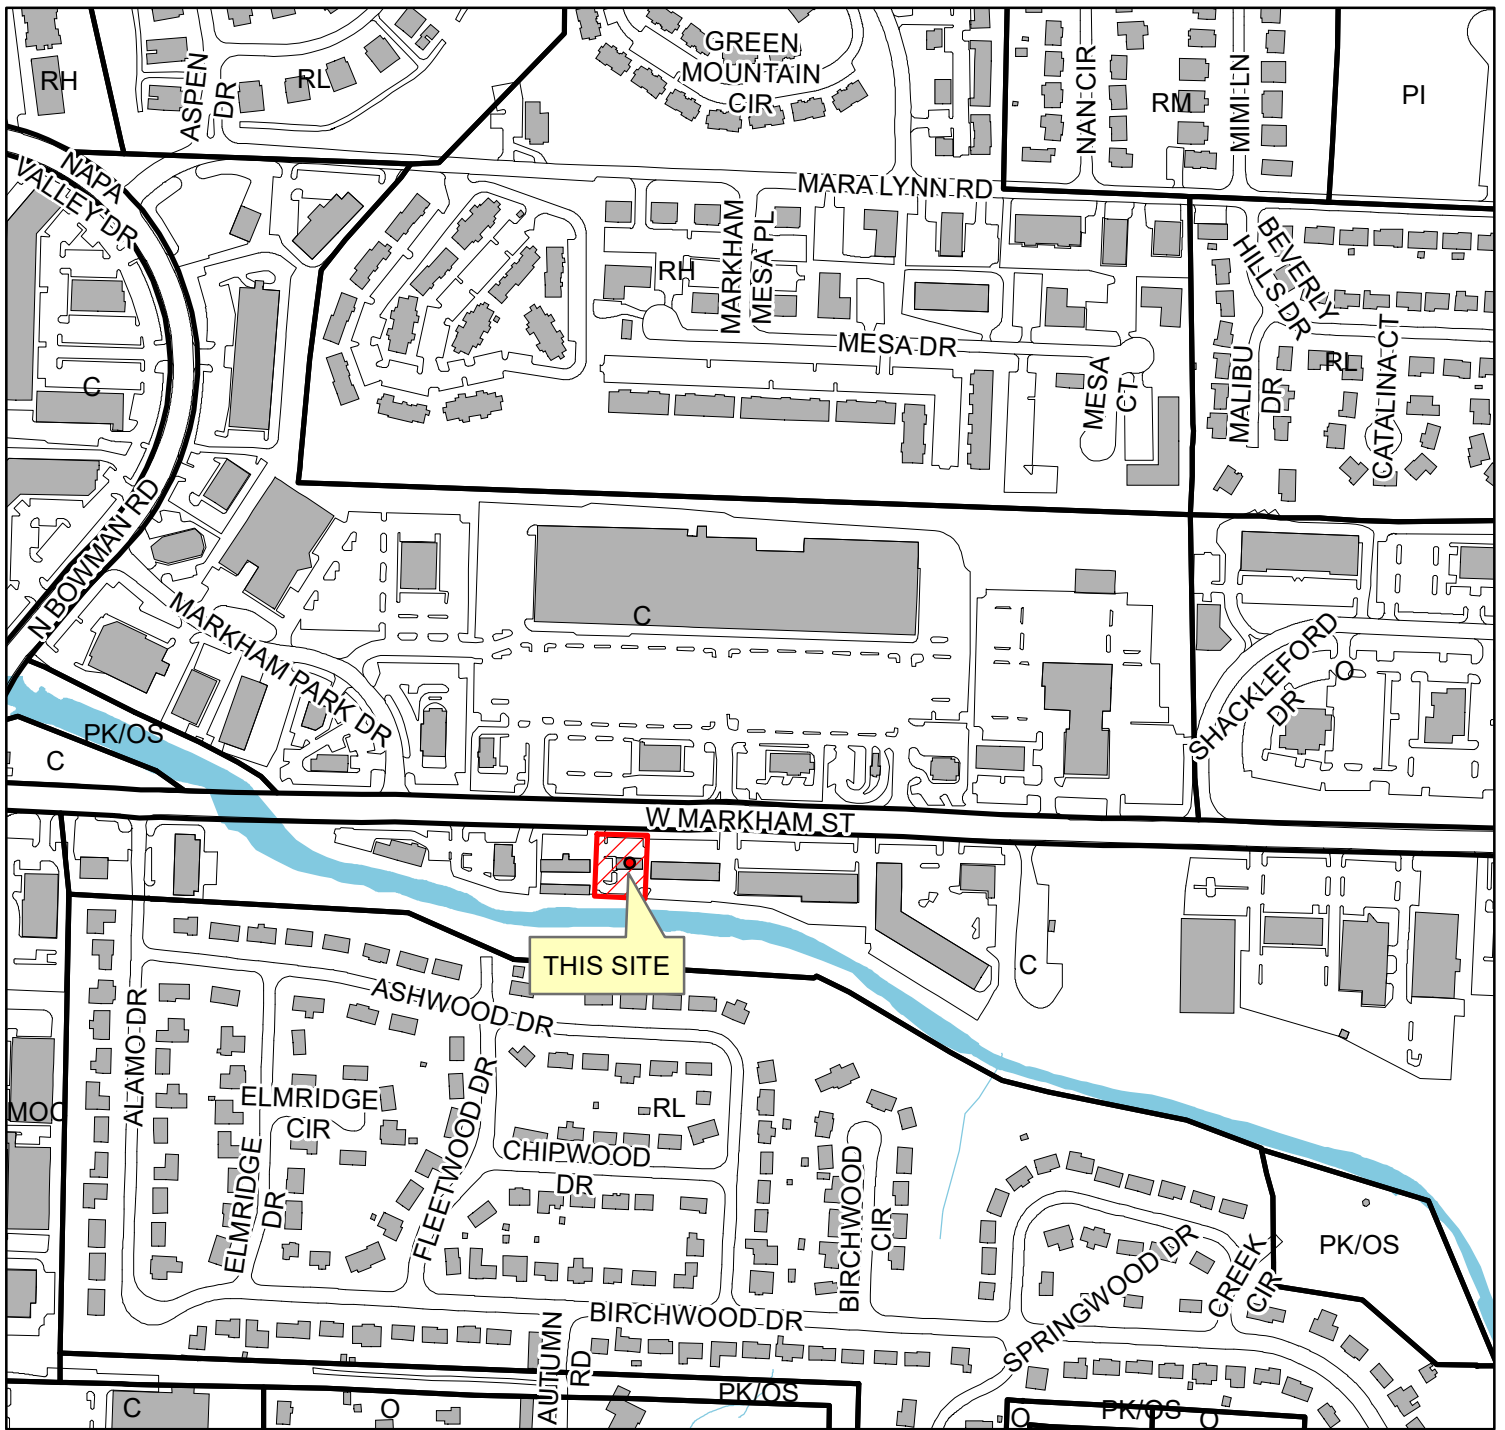 GREEN
MOUNTAIN
CIR
RH
ASPEN
DR
RL
NAN CIR
RM
MIMI LN
PI
NAPA
VALLEY DR
MARA LYNN RD
MARKHAM
MESA PL
RH
BEVERLY
HILLS DR
MESA DR
MESA
CT
MALIBU
DR
RL
CATALINA CT
C
N BOWMAN RD
MARKHAM PARK DR
C
SHACKLEFORD
DR
O
PK/OS
C
W MARKHAM ST
THIS SITE
C
ASHWOOD DR
ALAMO DR
MOC
ELMRIDGE
CIR
FLEETWOOD DR
RL
CHIPWOOD
DR
ELMRIDGE
DR
BIRCHWOOD
CIR
PK/OS
SPRINGWOOD DR
CREEK
CIR
BIRCHWOOD DR
AUTUMN
RD
C
O
PK/OS
O
PK/OS
O